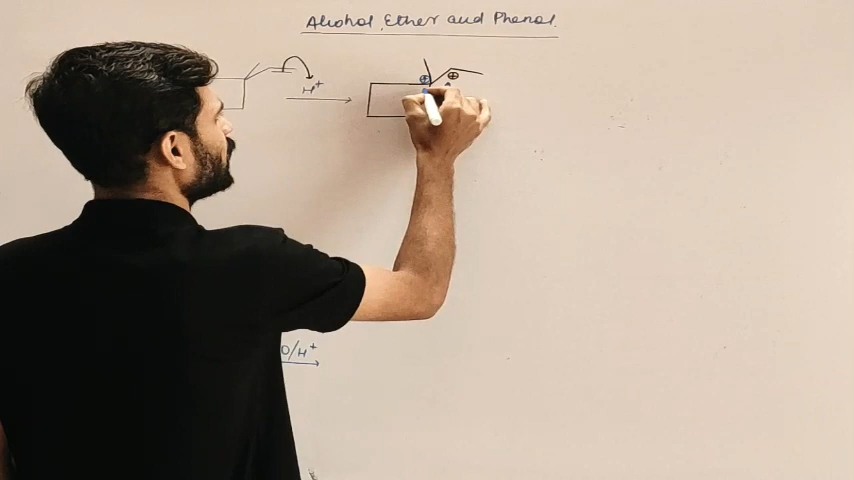 Alcohol, Ether and Phenol.
H⁺
⊕ ⊕
O/H⁺